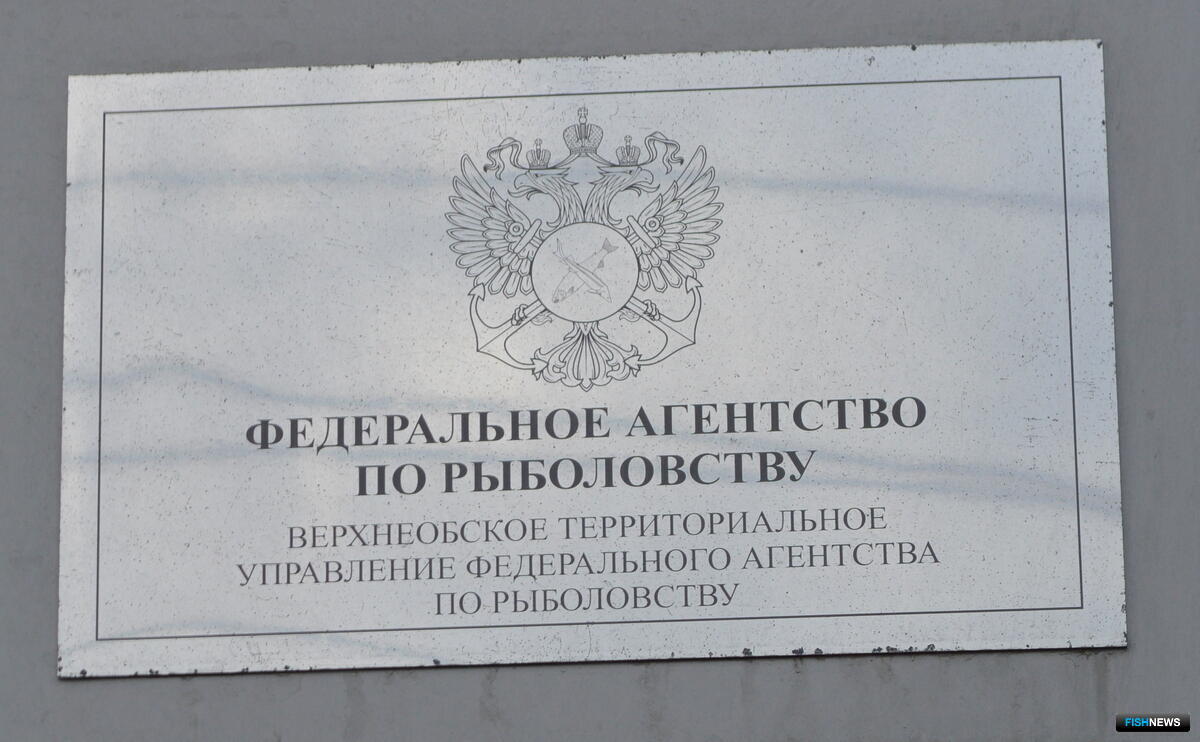 ФЕДЕРАЛЬНОЕ АГЕНТСТВО
ПО РЫБОЛОВСТВУ
ВЕРХНЕОБСКОЕ ТЕРРИТОРИАЛЬНОЕ
УПРАВЛЕНИЕ ФЕДЕРАЛЬНОГО АГЕНТСТВА
ПО РЫБОЛОВСТВУ
FISHNEWS